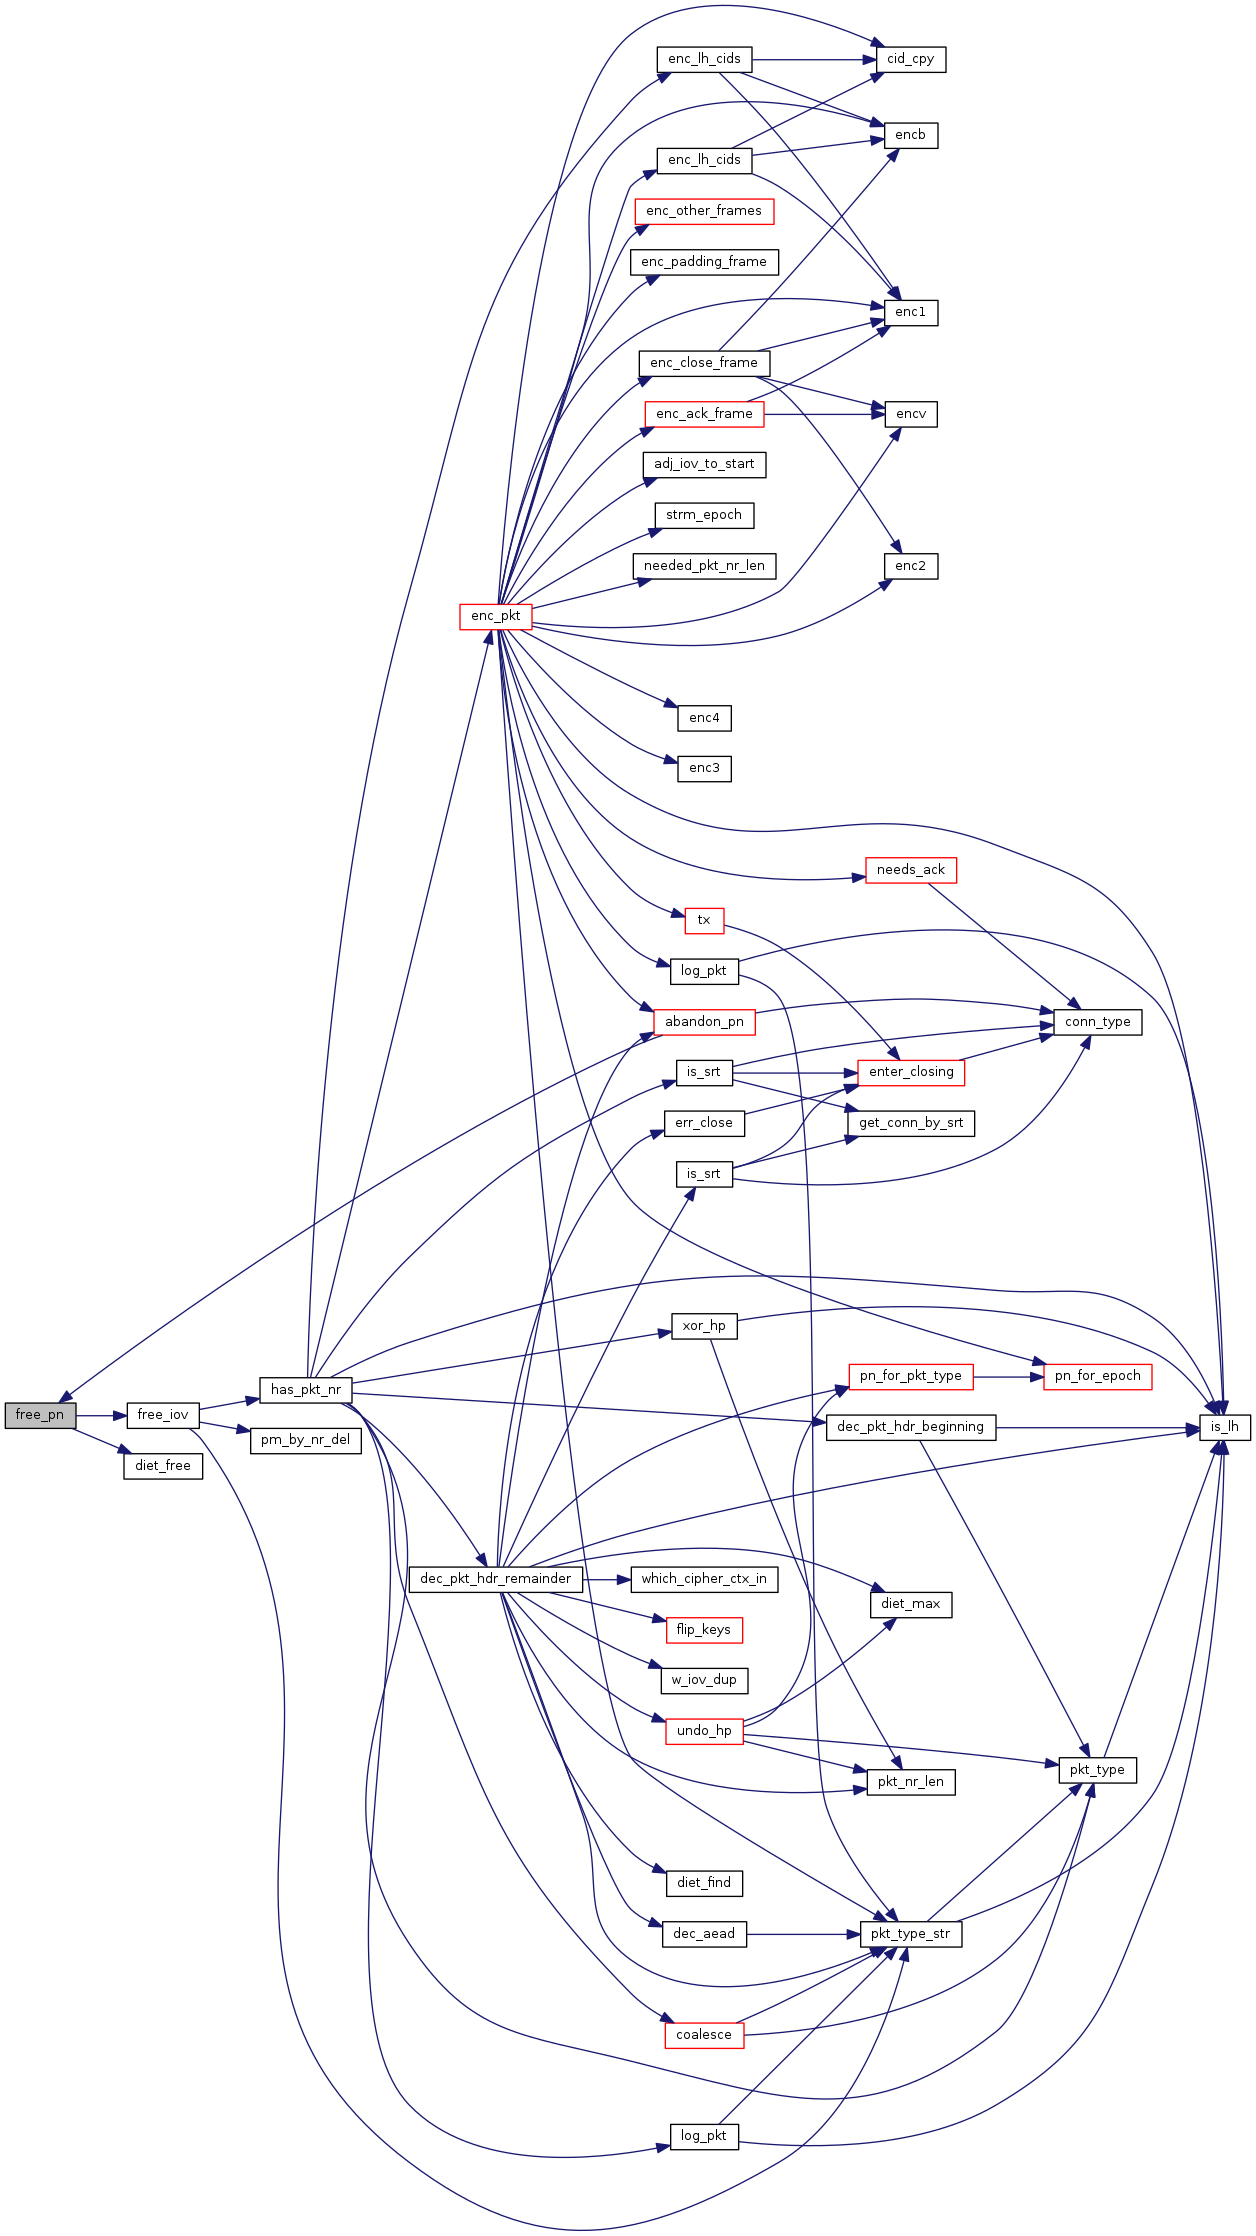 enc_lh_cids
cid_cpy
encb
enc_lh_cids
enc_other_frames
enc_padding_frame
enc1
enc_close_frame
enc_ack_frame
encv
adj_iov_to_start
strm_epoch
needed_pkt_nr_len
enc2
enc_pkt
enc4
enc3
needs_ack
tx
log_pkt
abandon_pn
conn_type
is_srt
enter_closing
err_close
get_conn_by_srt
is_srt
xor_hp
pn_for_pkt_type
pn_for_epoch
has_pkt_nr
free_pn
free_iov
dec_pkt_hdr_beginning
is_lh
pm_by_nr_del
diet_free
dec_pkt_hdr_remainder
which_cipher_ctx_in
diet_max
flip_keys
w_iov_dup
undo_hp
pkt_type
pkt_nr_len
diet_find
dec_aead
pkt_type_str
coalesce
log_pkt